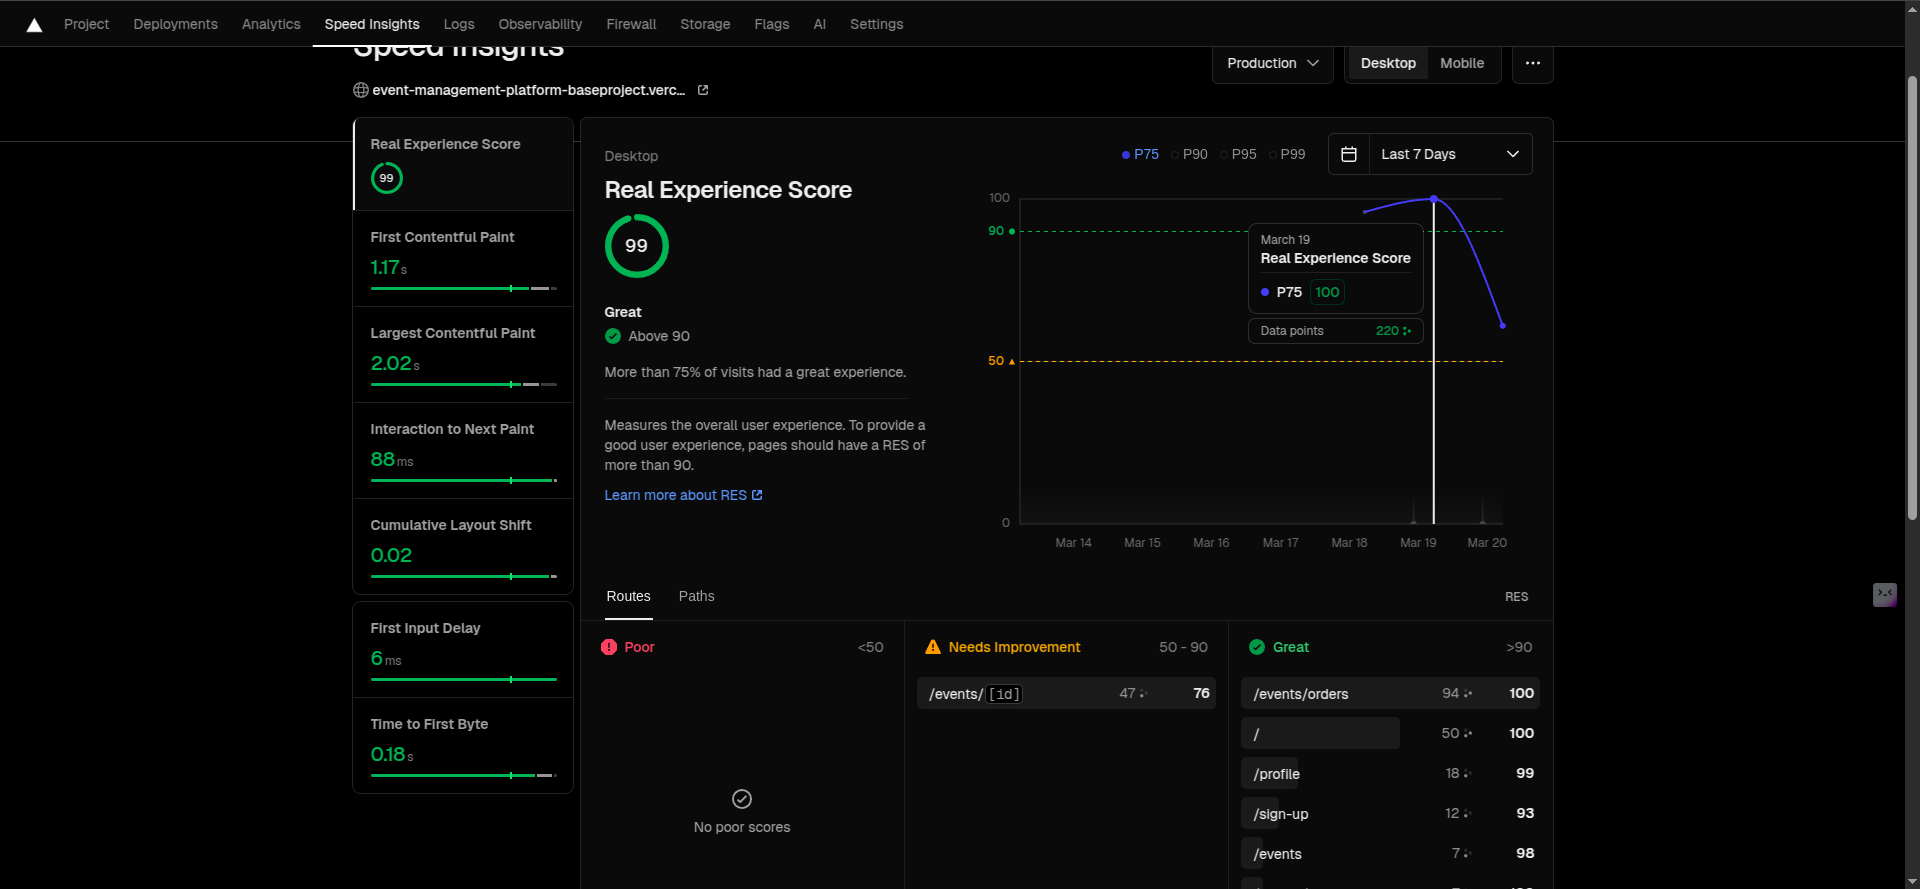 Project Deployments Analytics Speed Insights Logs Observability Firewall Storage Flags AI Settings
Speed Insights
Production Desktop Mobile
event-management-platform-baseproject.verc...
Real Experience Score
99
First Contentful Paint
1.17s
Largest Contentful Paint
2.02s
Interaction to Next Paint
88ms
Cumulative Layout Shift
0.02
First Input Delay
6ms
Time to First Byte
0.18s
Desktop
Real Experience Score
99
Great
Above 90
More than 75% of visits had a great experience.
Measures the overall user experience. To provide a
good user experience, pages should have a RES of
more than 90.
Learn more about RES
P75 P90 P95 P99
Last 7 Days
100
90
50
0
March 19
Real Experience Score
P75 100
Data points 220
Mar 14 Mar 15 Mar 16 Mar 17 Mar 18 Mar 19 Mar 20
Routes Paths RES
Poor <50
No poor scores
Needs Improvement 50 - 90
/events/[id] 47 76
Great >90
/events/orders 94 100
/ 50 100
/profile 18 99
/sign-up 12 93
/events 7 98